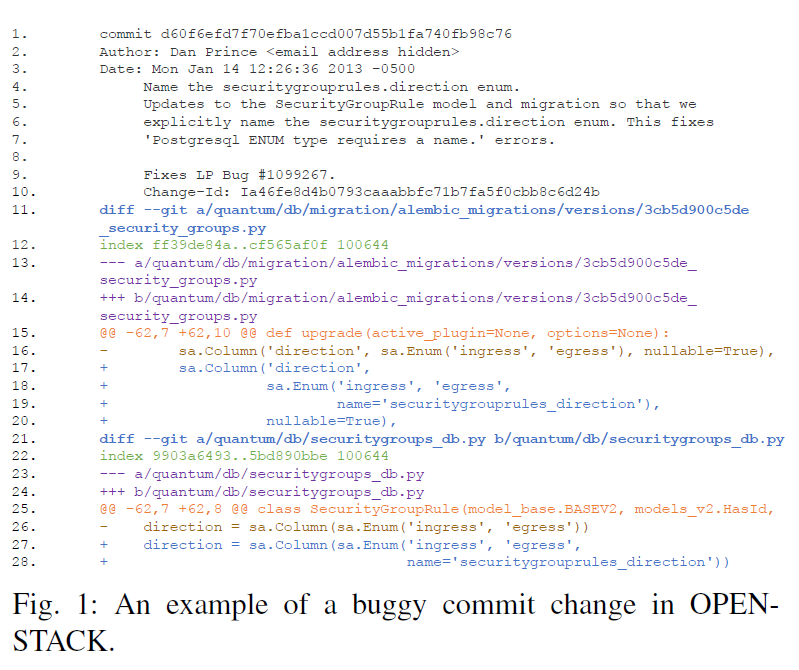 1. commit d60f6efd7f70efba1ccd007d55b1fa740fb98c76
2. Author: Dan Prince <email address hidden>
3. Date: Mon Jan 14 12:26:36 2013 -0500
4. Name the securitygrouprules.direction enum.
5. Updates to the SecurityGroupRule model and migration so that we
6. explicitly name the securitygrouprules.direction enum. This fixes
7. 'Postgresql ENUM type requires a name.' errors.
8.
9. Fixes LP Bug #1099267.
10. Change-Id: Ia46fe8d4b0793caaabbfc71b7fa5f0cbb8c6d24b
11. diff --git a/quantum/db/migration/alembic_migrations/versions/3cb5d900c5de
_security_groups.py
12. index ff39de84a..cf565af0f 100644
13. --- a/quantum/db/migration/alembic_migrations/versions/3cb5d900c5de_
security_groups.py
14. +++ b/quantum/db/migration/alembic_migrations/versions/3cb5d900c5de_
security_groups.py
15. @@ -62,7 +62,10 @@ def upgrade(active_plugin=None, options=None):
16. - sa.Column('direction', sa.Enum('ingress', 'egress'), nullable=True),
17. + sa.Column('direction',
18. + sa.Enum('ingress', 'egress',
19. + name='securitygrouprules_direction'),
20. + nullable=True),
21. diff --git a/quantum/db/securitygroups_db.py b/quantum/db/securitygroups_db.py
22. index 9903a6493..5bd890bbe 100644
23. --- a/quantum/db/securitygroups_db.py
24. +++ b/quantum/db/securitygroups_db.py
25. @@ -62,7 +62,8 @@ class SecurityGroupRule(model_base.BASEV2, models_v2.HasId,
26. - direction = sa.Column(sa.Enum('ingress', 'egress'))
27. + direction = sa.Column(sa.Enum('ingress', 'egress',
28. + name='securitygrouprules_direction'))
Fig. 1: An example of a buggy commit change in OPEN-
STACK.